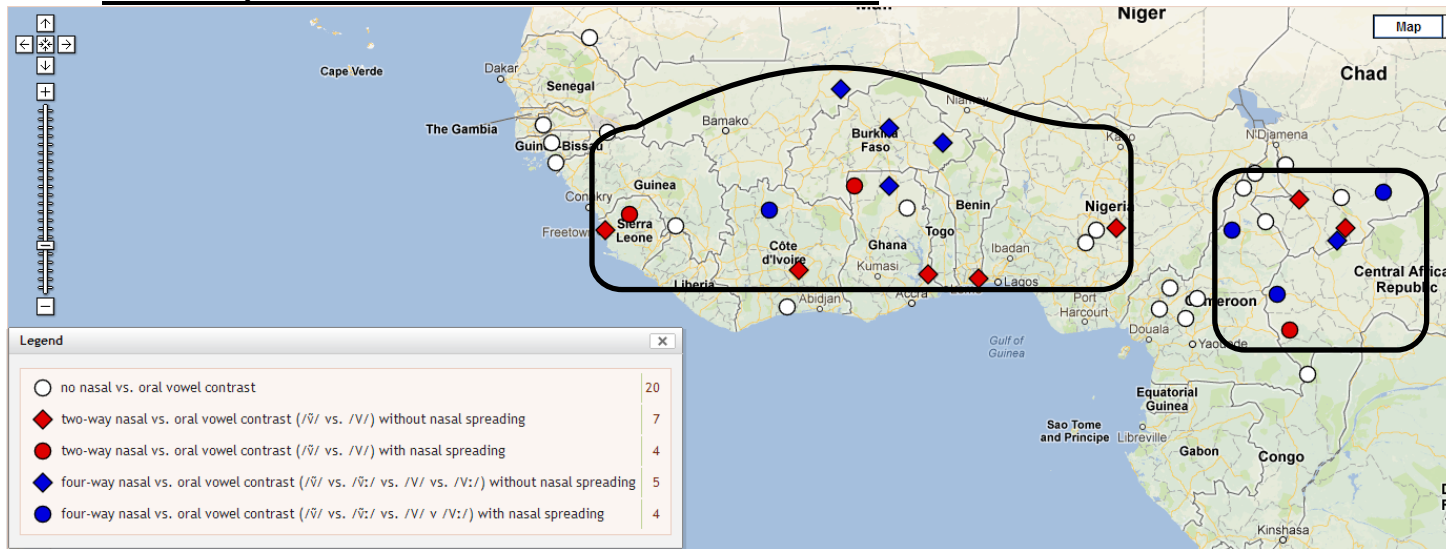 Niger
Map
Chad
Cape Verde
Dakar
Senegal
The Gambia
Bamako
Niamey
Burkina
Faso
Kano
N'Djamena
Guinea
Conakry
Freetown
Sierra
Leone
Benin
Nigeria
Côte
d'Ivoire
Ghana
Togo
Ibadan
Kumasi
Lagos
Liberia
Abidjan
Accra
Port
Harcourt
Cameroon
Douala
Yaounde
Central Africa
Republic
Gulf of
Guinea
Equatorial
Guinea
Sao Tome
and Principe
Libreville
Gabon
Congo
Kinshasa
Legend
no nasal vs. oral vowel contrast 20
two-way nasal vs. oral vowel contrast (/ṽ/ vs. /V/) without nasal spreading 7
two-way nasal vs. oral vowel contrast (/ṽ/ vs. /V/) with nasal spreading 4
four-way nasal vs. oral vowel contrast (/ṽ/ vs. /ṽ:/ vs. /V/ vs. /V:/) without nasal spreading 5
four-way nasal vs. oral vowel contrast (/ṽ/ vs. /ṽ:/ vs. /V/ v /V:/) with nasal spreading 4